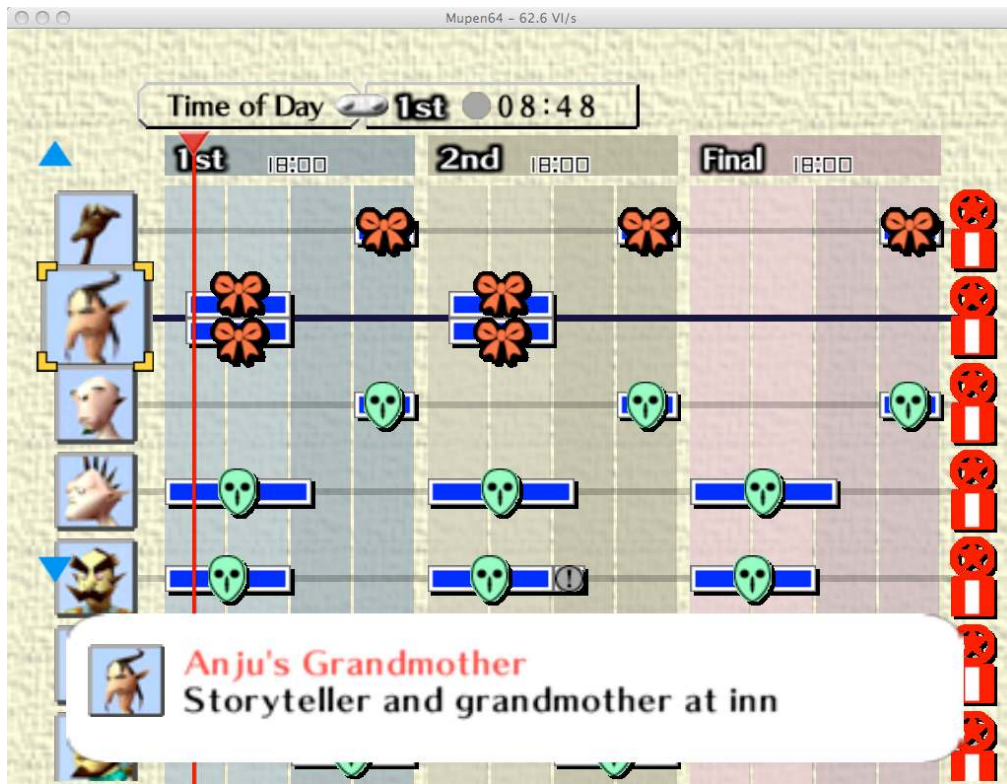 Mupen64 - 62.6 VI/s
Time of Day 1st 08:48
1st 18:00 2nd 18:00 Final 18:00
Anju's Grandmother
Storyteller and grandmother at inn